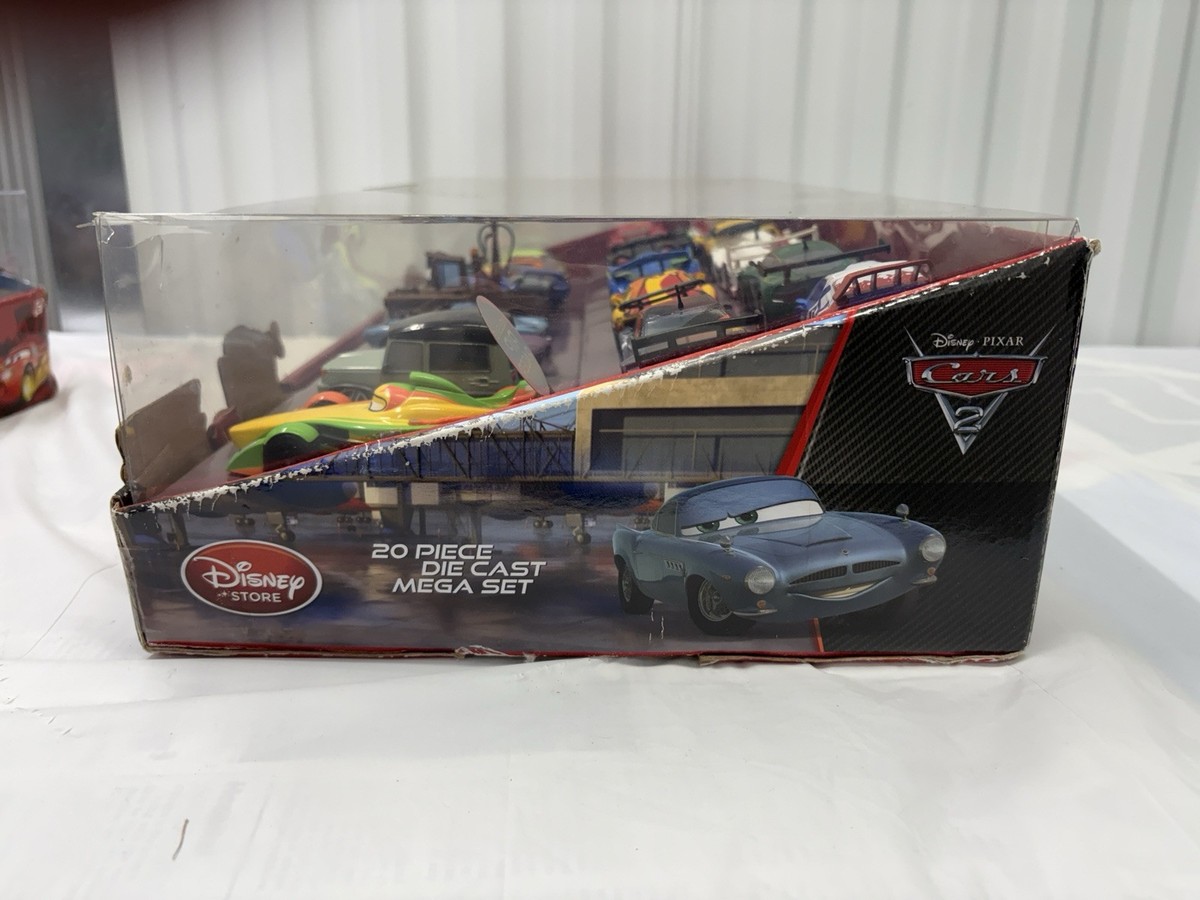 Disney · PIXAR
Cars
2
Disney
STORE
20 PIECE
DIE CAST
MEGA SET